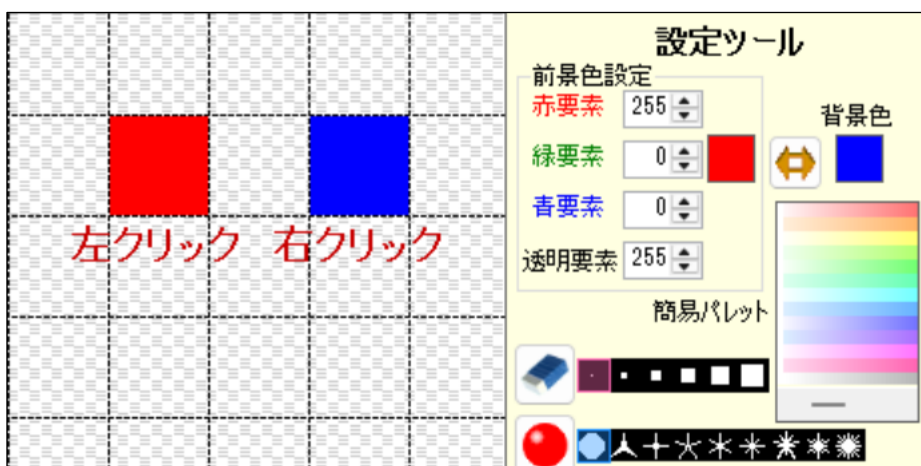 設定ツール
前景色設定
赤要素 255
背景色
緑要素 0
青要素 0
左クリック 右クリック
透明要素 255
簡易パレット